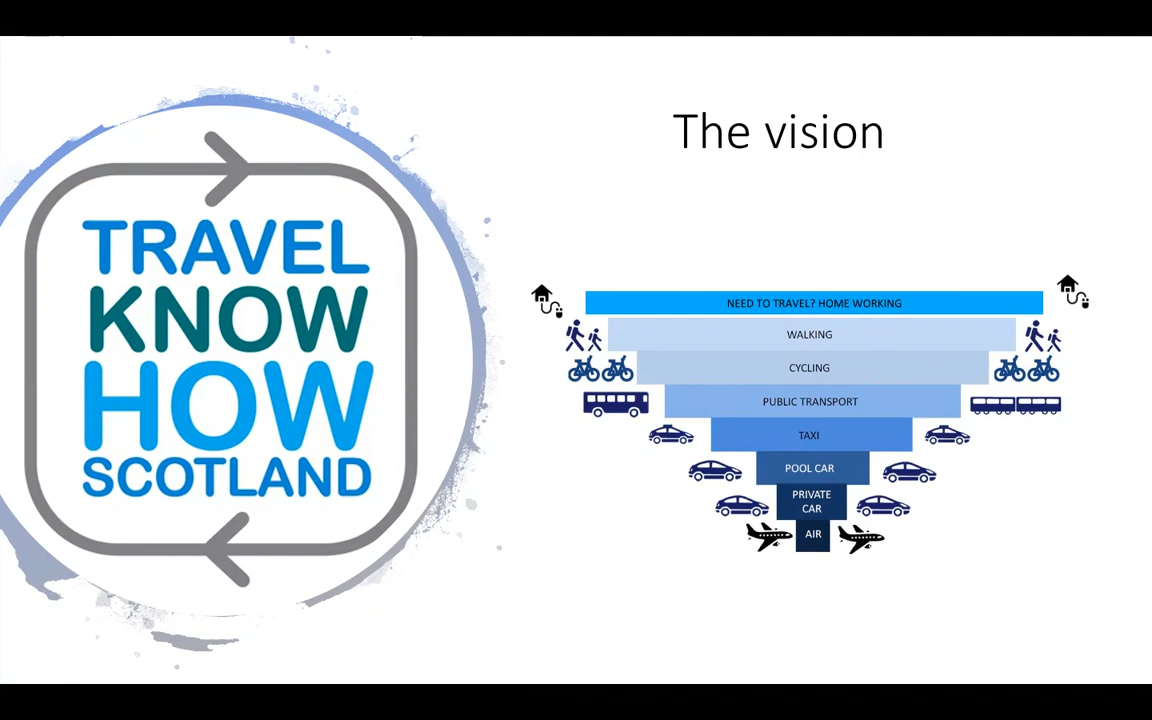 TRAVEL
KNOW
HOW
SCOTLAND
The vision
NEED TO TRAVEL? HOME WORKING
WALKING
CYCLING
PUBLIC TRANSPORT
TAXI
POOL CAR
PRIVATE
CAR
AIR